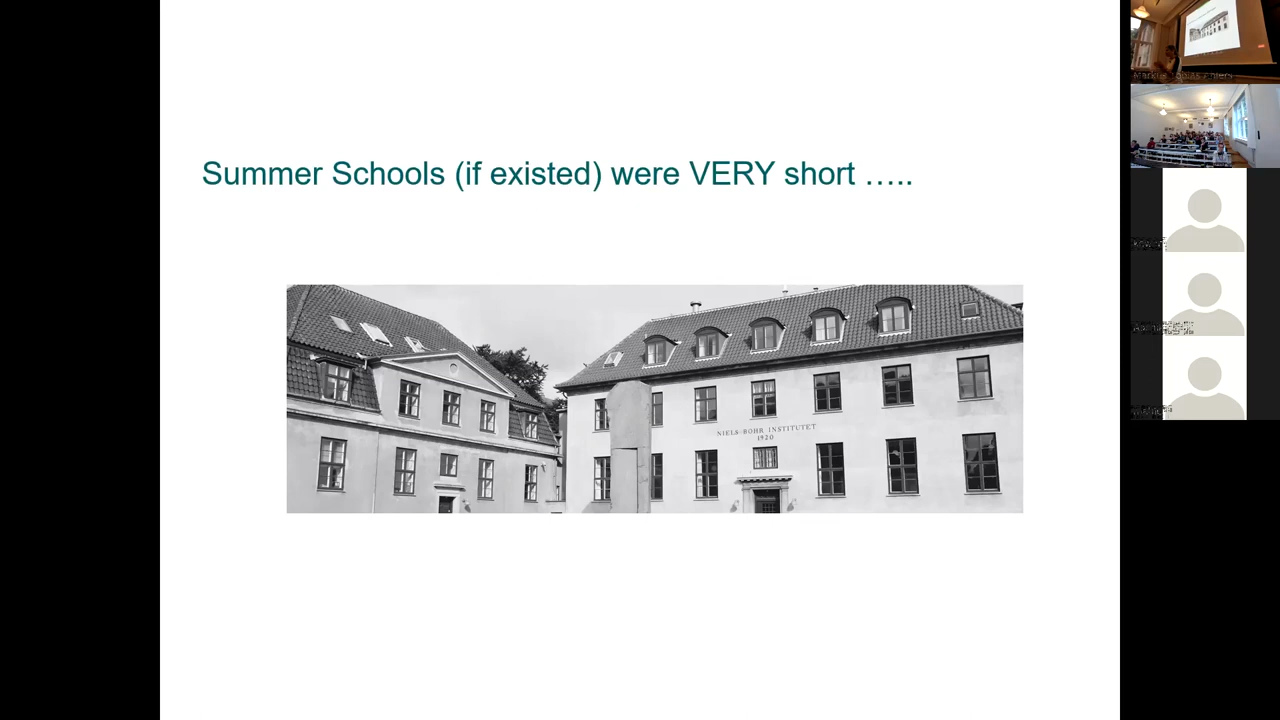 Summer Schools (if existed) were VERY short …..
NIELS BOHR INSTITUTET
1920